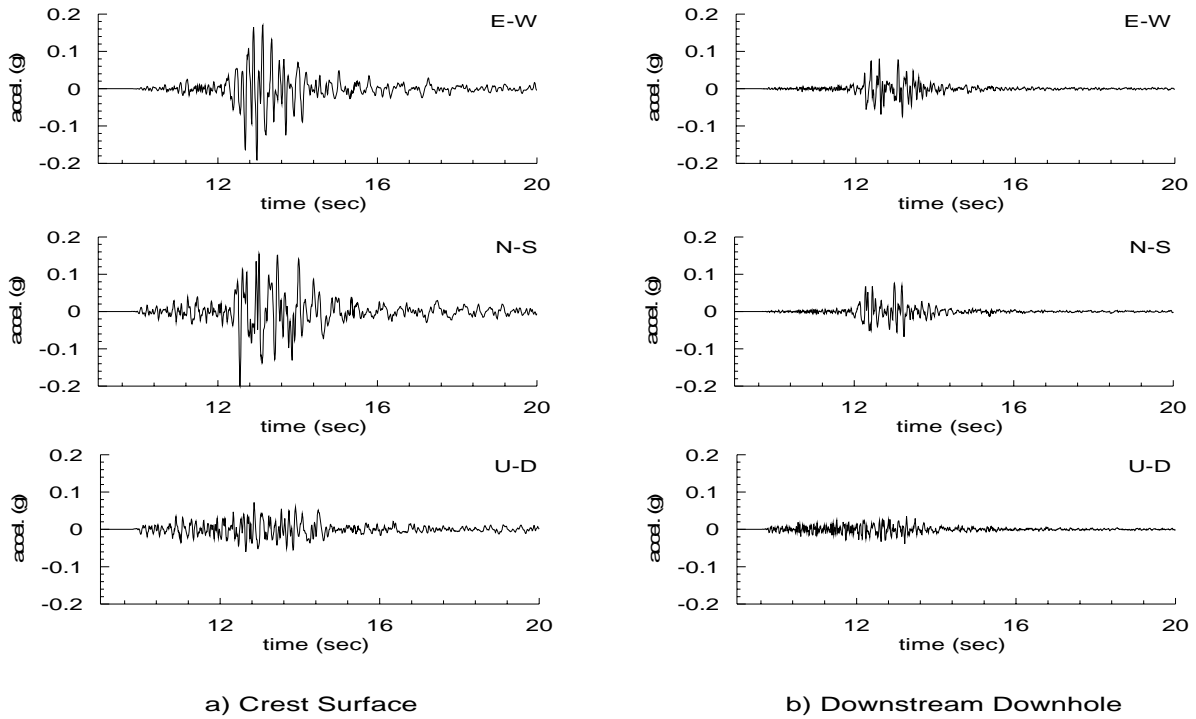 0.2
E-W
0.1
0
-0.1
-0.2
accel. (g)
12
16
20
time (sec)
0.2
N-S
0.1
0
-0.1
-0.2
accel. (g)
12
16
20
time (sec)
0.2
U-D
0.1
0
-0.1
-0.2
accel. (g)
12
16
20
time (sec)
a) Crest Surface
0.2
E-W
0.1
0
-0.1
-0.2
accel. (g)
12
16
20
time (sec)
0.2
N-S
0.1
0
-0.1
-0.2
accel. (g)
12
16
20
time (sec)
0.2
U-D
0.1
0
-0.1
-0.2
accel. (g)
12
16
20
time (sec)
b) Downstream Downhole